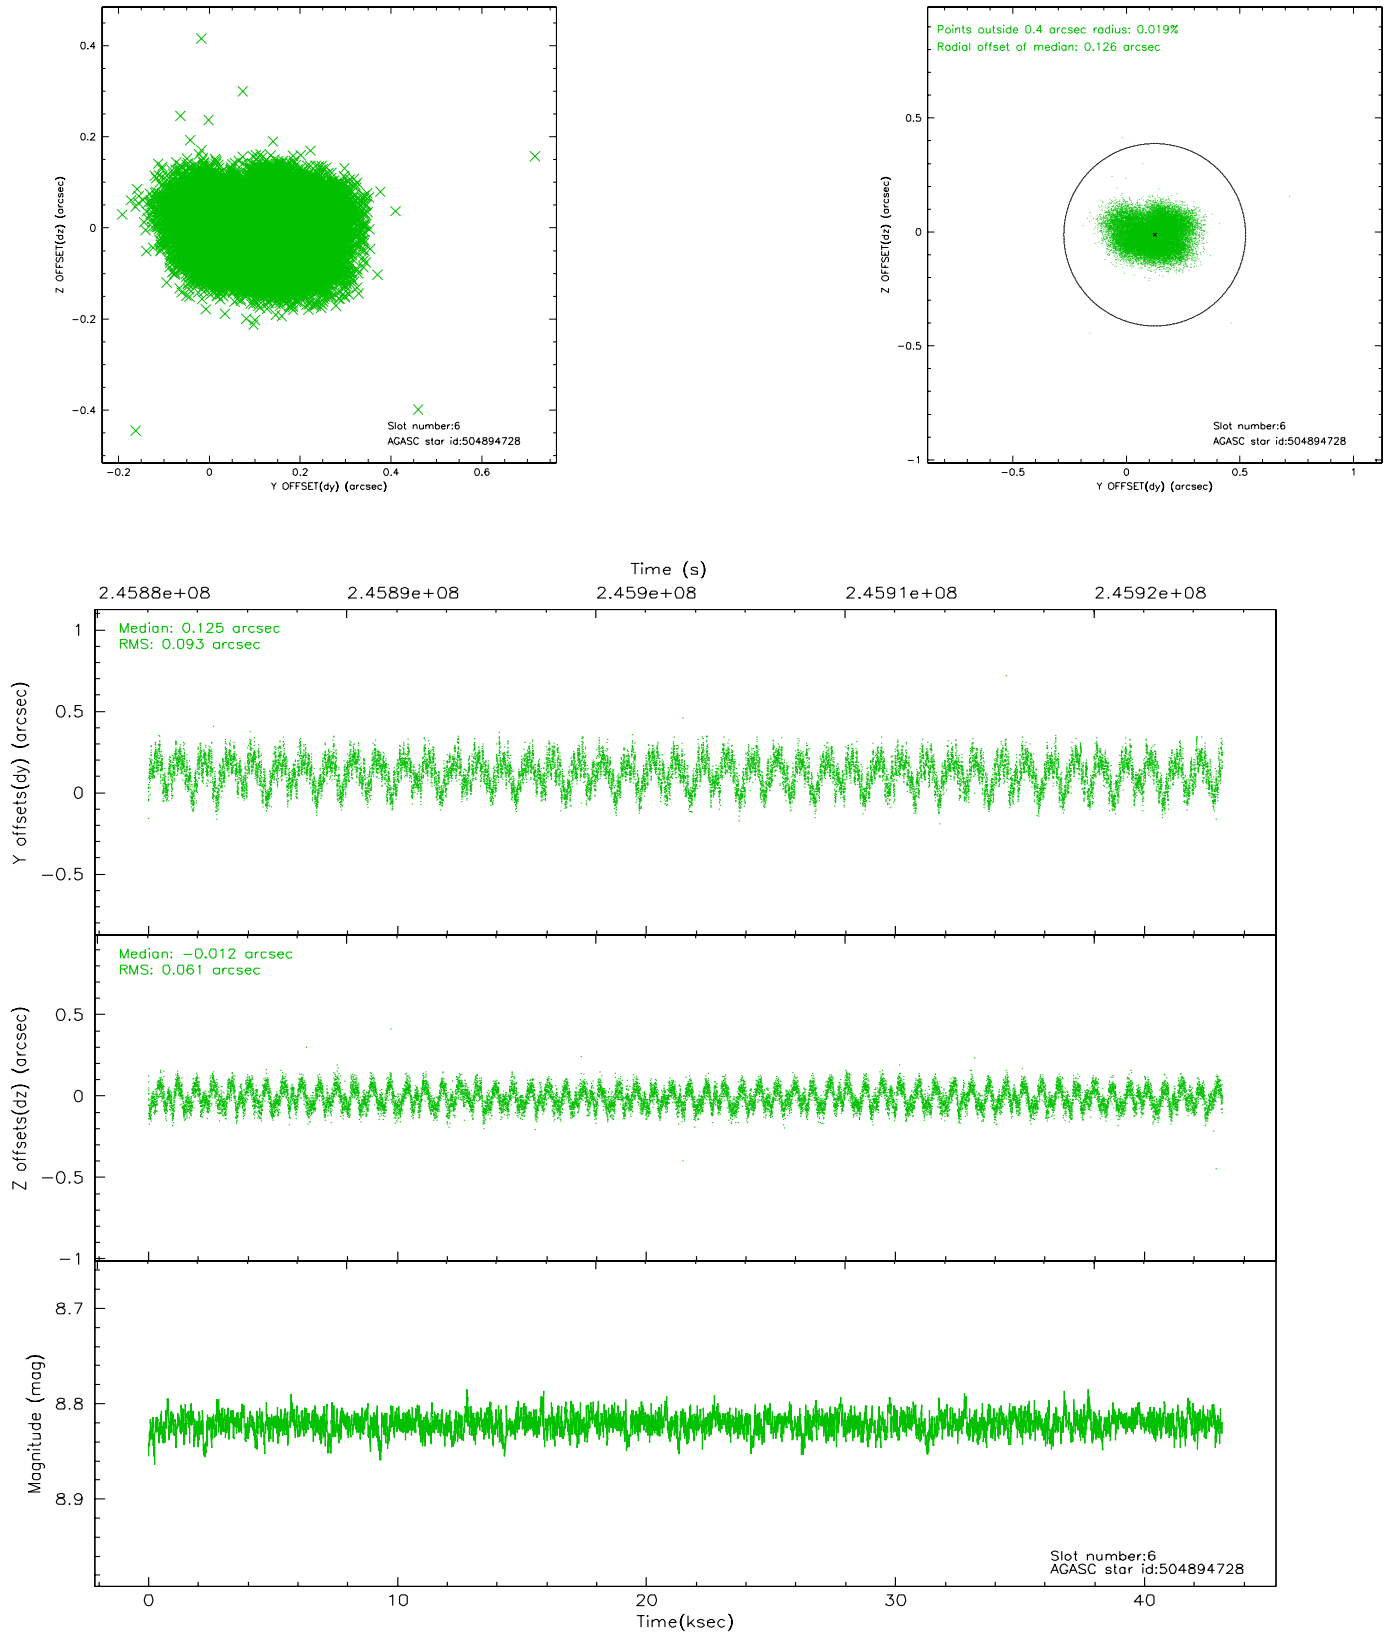 0.4
0.2
0
−0.2
−0.4
Z OFFSET(dz) (arcsec)
Slot number:6
AGASC star id:504894728
−0.2 0 0.2 0.4 0.6
Y OFFSET(dy) (arcsec)
Points outside 0.4 arcsec radius: 0.019%
Radial offset of median: 0.126 arcsec
0.5
0
−0.5
−1
Z OFFSET(dz) (arcsec)
Slot number:6
AGASC star id:504894728
−0.5 0 0.5 1
Y OFFSET(dy) (arcsec)
Time (s)
2.4588e+08 2.4589e+08 2.459e+08 2.4591e+08 2.4592e+08
Median: 0.125 arcsec
RMS: 0.093 arcsec
1
0.5
0
−0.5
Y offsets(dy) (arcsec)
Median: −0.012 arcsec
RMS: 0.061 arcsec
0.5
0
−0.5
−1
Z offsets(dz) (arcsec)
8.7
8.8
8.9
Magnitude (mag)
Slot number:6
AGASC star id:504894728
0 10 20 30 40
Time(ksec)